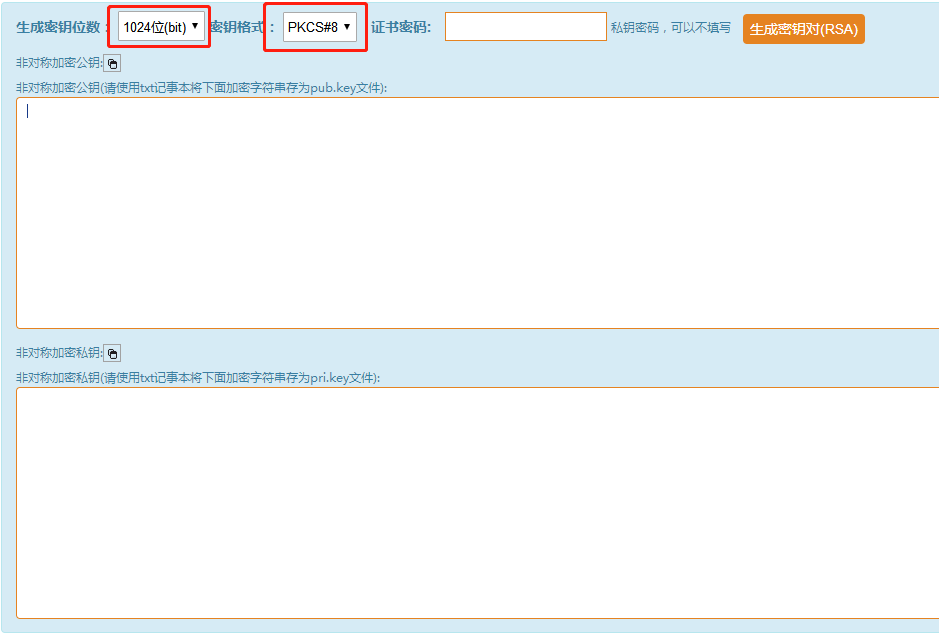 生成密钥位数： 1024位(bit) 密钥格式： PKCS#8 证书密码: 私钥密码，可以不填写 生成密钥对(RSA)
非对称加密公钥:
非对称加密公钥(请使用txt记事本将下面加密字符串存为pub.key文件):
非对称加密私钥:
非对称加密私钥(请使用txt记事本将下面加密字符串存为pri.key文件):